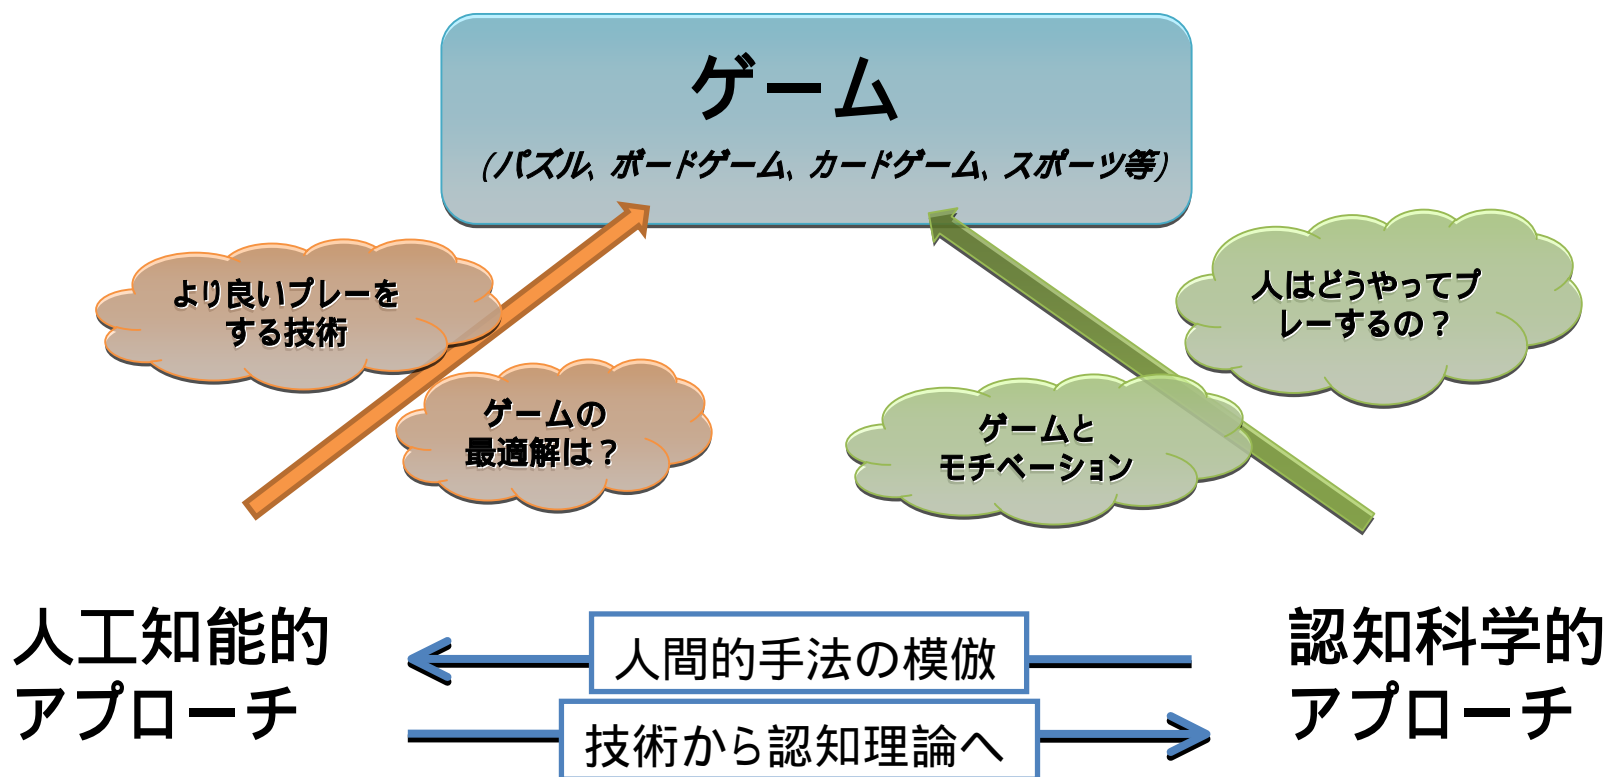 ゲーム
(パズル、ボードゲーム、カードゲーム、スポーツ等)
より良いプレーを
する技術
ゲームの
最適解は？
人はどうやってプ
レーするの？
ゲームと
モチベーション
人工知能的
アプローチ
人間的手法の模倣
技術から認知理論へ
認知科学的
アプローチ